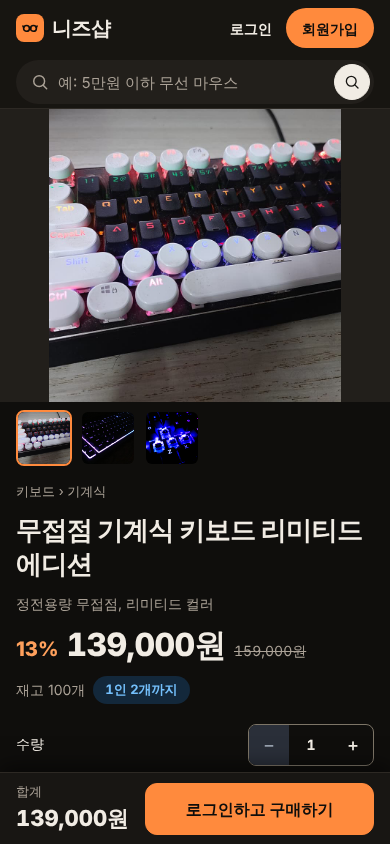 니즈샵
로그인
회원가입
예: 5만원 이하 무선 마우스
Tab Q W E R T Y U
A S D F G H J K
Shift Z N
Ctrl Alt
키보드 › 기계식
무접점 기계식 키보드 리미티드
에디션
정전용량 무접점, 리미티드 컬러
13% 139,000원 159,000원
재고 100개 1인 2개까지
수량 − 1 +
합계
139,000원
로그인하고 구매하기